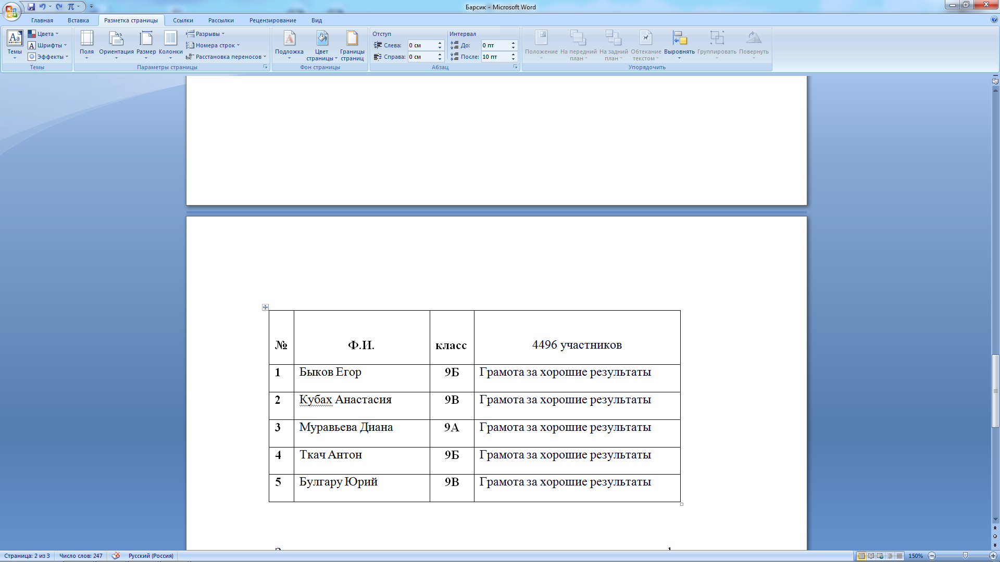 Барсик - Microsoft Word
Главная Вставка Разметка страницы Ссылки Рассылки Рецензирование Вид
Темы
Цвета
Шрифты
Эффекты
Темы
Поля
Ориентация
Размер
Колонки
Разрывы
Номера строк
Расстановка переносов
Параметры страницы
Подложка
Цвет страницы
Границы страниц
Фон страницы
Отступ
Слева: 0 см
Справа: 0 см
Интервал
До: 0 пт
После: 10 пт
Абзац
Положение
На передний план
На задний план
Обтекание текстом
Выровнять
Группировать
Повернуть
Упорядочить
№ Ф.И. класс 4496 участников
1 Быков Егор 9Б Грамота за хорошие результаты
2 Кубах Анастасия 9В Грамота за хорошие результаты
3 Муравьева Диана 9А Грамота за хорошие результаты
4 Ткач Антон 9Б Грамота за хорошие результаты
5 Булгару Юрий 9В Грамота за хорошие результаты
Страница: 2 из 3 Число слов: 247 Русский (Россия) 150%